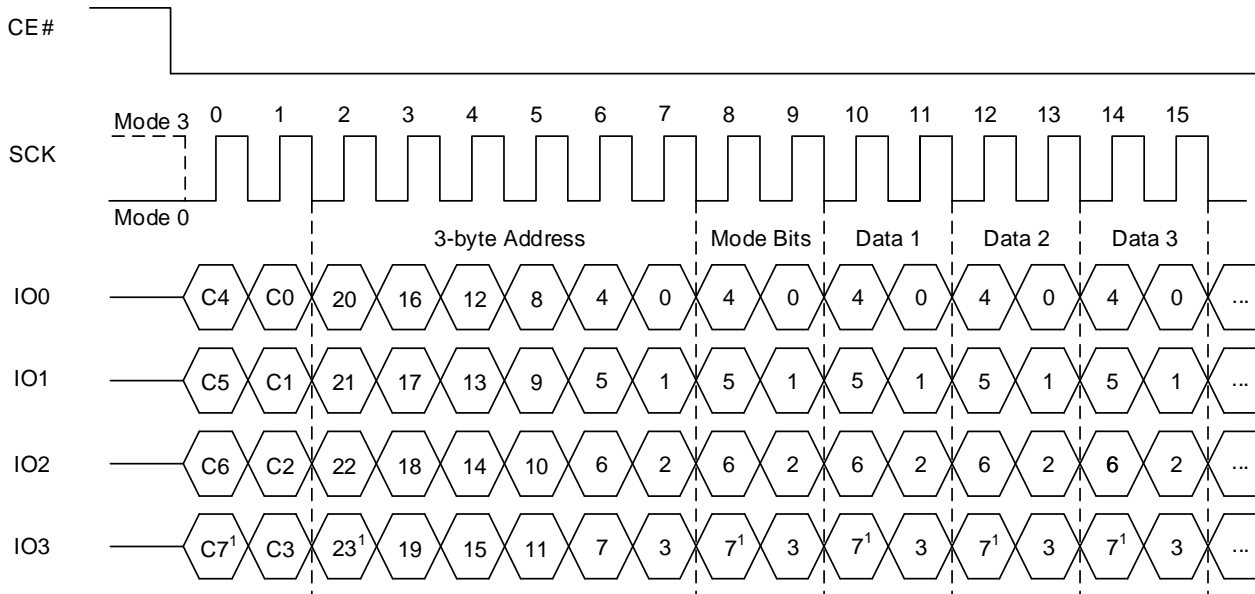 CE#
0 1 2 3 4 5 6 7 8 9 10 11 12 13 14 15
Mode 3
SCK
Mode 0
3-byte Address Mode Bits Data 1 Data 2 Data 3
IO0 C4 C0 20 16 12 8 4 0 4 0 4 0 4 0 4 0 ...
IO1 C5 C1 21 17 13 9 5 1 5 1 5 1 5 1 5 1 ...
IO2 C6 C2 22 18 14 10 6 2 6 2 6 2 6 2 6 2 ...
IO3 C7¹ C3 23¹ 19 15 11 7 3 7¹ 3 7¹ 3 7¹ 3 7¹ 3 ...